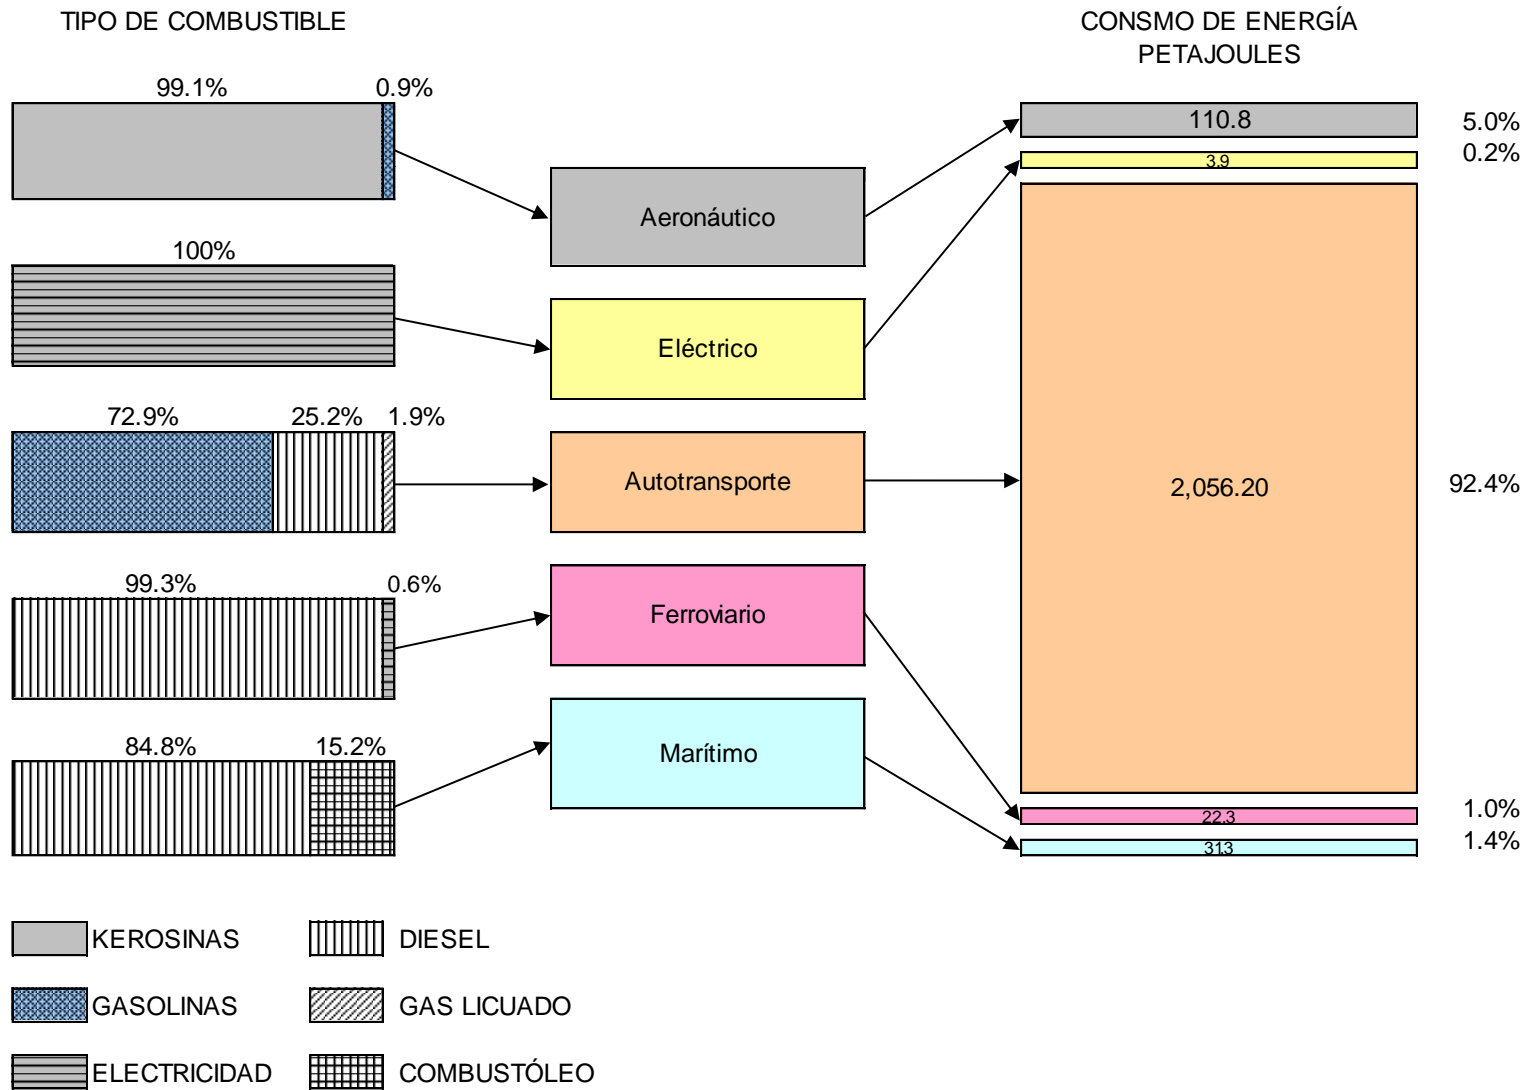 TIPO DE COMBUSTIBLE
CONSMO DE ENERGÍA
PETAJOULES
99.1% 0.9%
110.8 5.0%
3.9 0.2%
Aeronáutico
100%
Eléctrico
72.9% 25.2% 1.9%
Autotransporte
2,056.20 92.4%
99.3% 0.6%
Ferroviario
84.8% 15.2%
Marítimo
22.3 1.0%
31.3 1.4%
KEROSINAS DIESEL
GASOLINAS GAS LICUADO
ELECTRICIDAD COMBUSTÓLEO